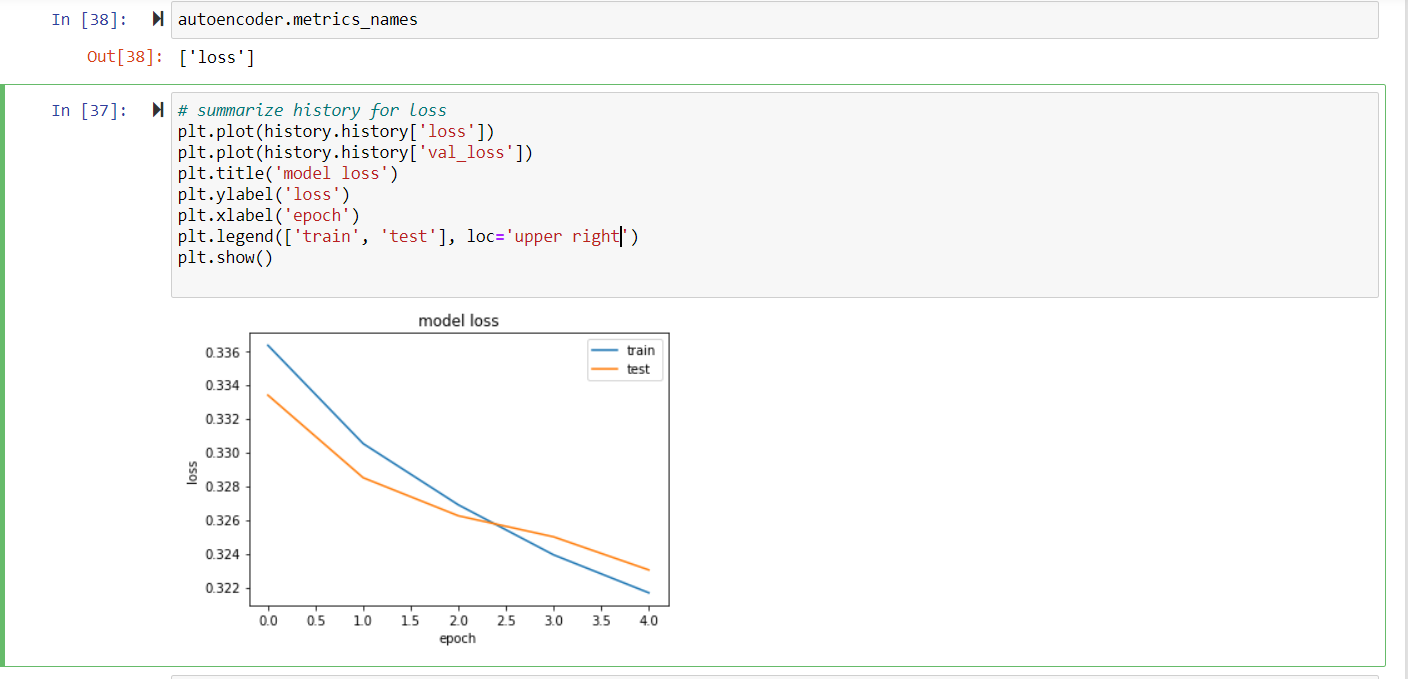 In [38]: autoencoder.metrics_names
Out[38]: ['loss']
In [37]: # summarize history for loss
plt.plot(history.history['loss'])
plt.plot(history.history['val_loss'])
plt.title('model loss')
plt.ylabel('loss')
plt.xlabel('epoch')
plt.legend(['train', 'test'], loc='upper right')
plt.show()
model loss
train
test
0.336
0.334
0.332
0.330
0.328
0.326
0.324
0.322
loss
0.0 0.5 1.0 1.5 2.0 2.5 3.0 3.5 4.0
epoch